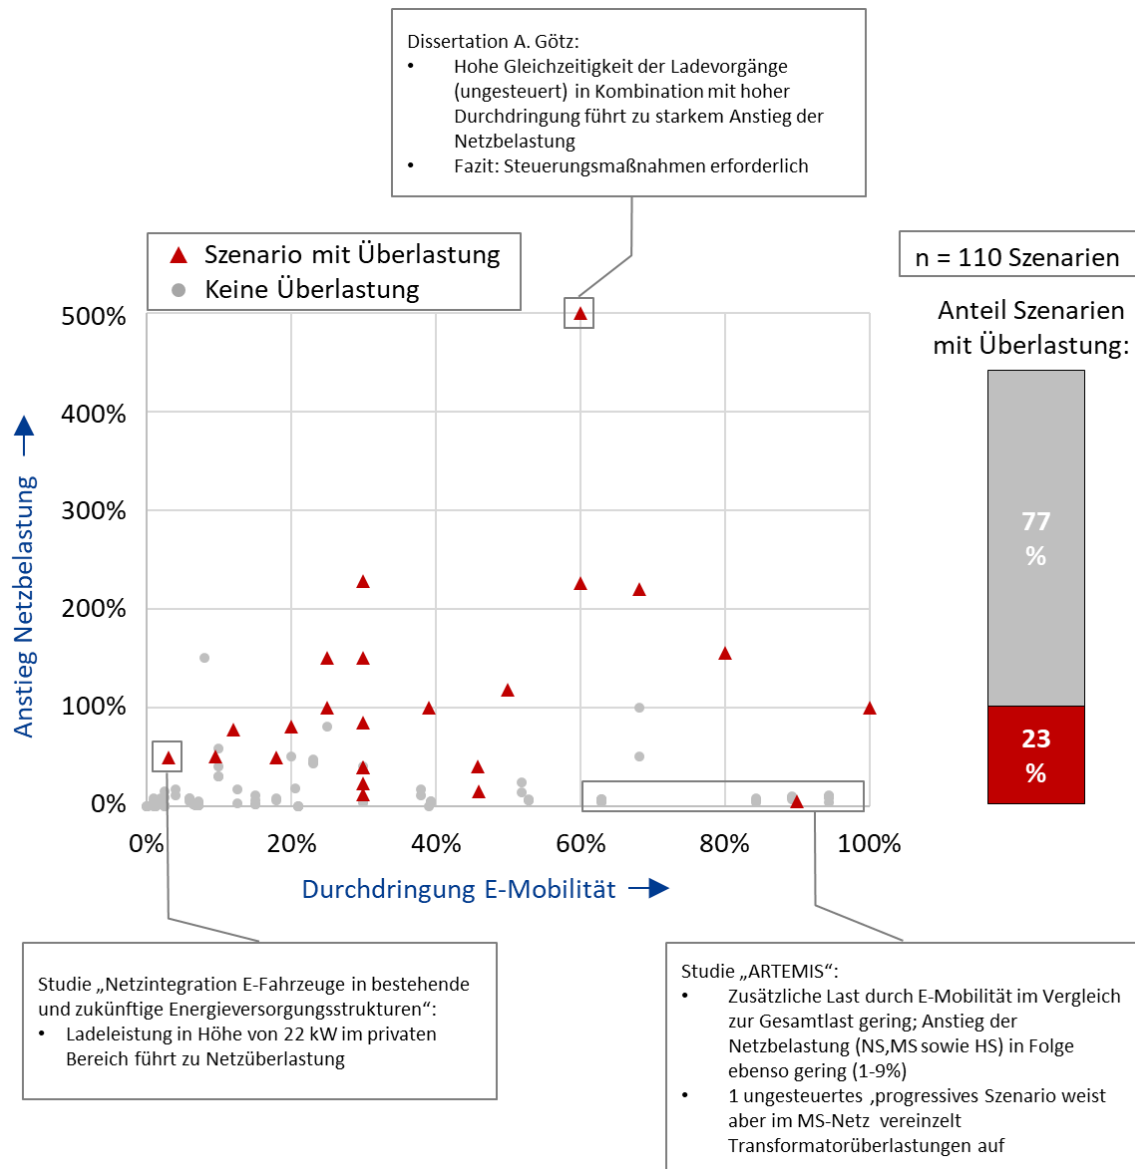 Dissertation A. Götz:
• Hohe Gleichzeitigkeit der Ladevorgänge
(ungesteuert) in Kombination mit hoher
Durchdringung führt zu starkem Anstieg der
Netzbelastung
• Fazit: Steuerungsmaßnahmen erforderlich
Szenario mit Überlastung
Keine Überlastung
n = 110 Szenarien
Anteil Szenarien
mit Überlastung:
77
%
23
%
Anstieg Netzbelastung
500%
400%
300%
200%
100%
0%
0% 20% 40% 60% 80% 100%
Durchdringung E-Mobilität
Studie „Netzintegration E-Fahrzeuge in bestehende
und zukünftige Energieversorgungsstrukturen“:
• Ladeleistung in Höhe von 22 kW im privaten
Bereich führt zu Netzüberlastung
Studie „ARTEMIS“:
• Zusätzliche Last durch E-Mobilität im Vergleich
zur Gesamtlast gering; Anstieg der
Netzbelastung (NS,MS sowie HS) in Folge
ebenso gering (1-9%)
• 1 ungesteuertes ,progressives Szenario weist
aber im MS-Netz vereinzelt
Transformatorüberlastungen auf